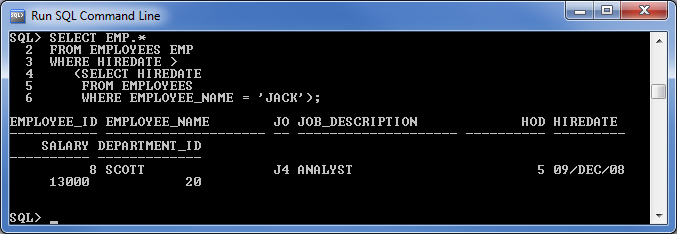 Run SQL Command Line
SQL> SELECT EMP.*
  2  FROM EMPLOYEES EMP
  3  WHERE HIREDATE >
  4      (SELECT HIREDATE
  5       FROM EMPLOYEES
  6       WHERE EMPLOYEE_NAME = 'JACK');
EMPLOYEE_ID EMPLOYEE_NAME        JO JOB_DESCRIPTION             HOD HIREDATE
----------- -------------------- -- -------------------- ---------- ---------
    SALARY DEPARTMENT_ID
---------- -------------
          8 SCOTT                J4 ANALYST                       5 09/DEC/08
     13000            20
SQL> _